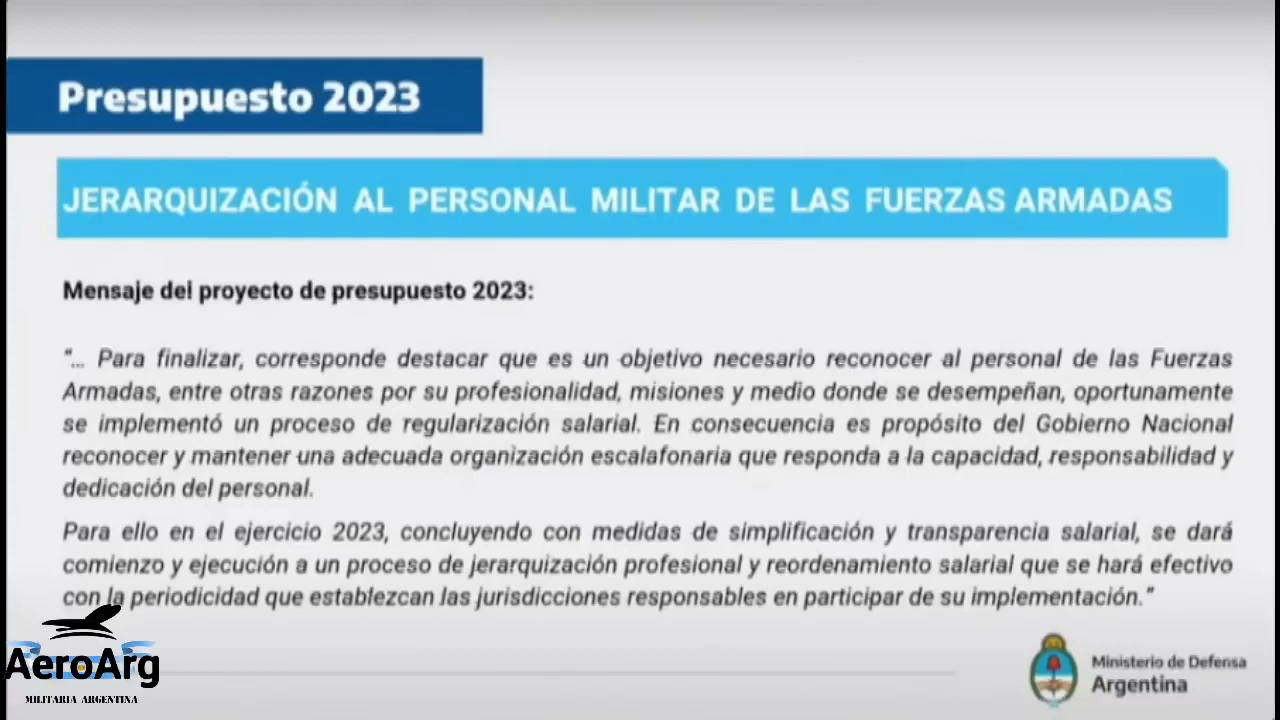 Presupuesto 2023
JERARQUIZACIÓN AL PERSONAL MILITAR DE LAS FUERZAS ARMADAS
Mensaje del proyecto de presupuesto 2023:
“... Para finalizar, corresponde destacar que es un objetivo necesario reconocer al personal de las Fuerzas
Armadas, entre otras razones por su profesionalidad, misiones y medio donde se desempeñan, oportunamente
se implementó un proceso de regularización salarial. En consecuencia es propósito del Gobierno Nacional
reconocer y mantener una adecuada organización escalafonaria que responda a la capacidad, responsabilidad y
dedicación del personal.
Para ello en el ejercicio 2023, concluyendo con medidas de simplificación y transparencia salarial, se dará
comienzo y ejecución a un proceso de jerarquización profesional y reordenamiento salarial que se hará efectivo
con la periodicidad que establezcan las jurisdicciones responsables en participar de su implementación.”
AeroArg
MILITARIA ARGENTINA
Ministerio de Defensa
Argentina